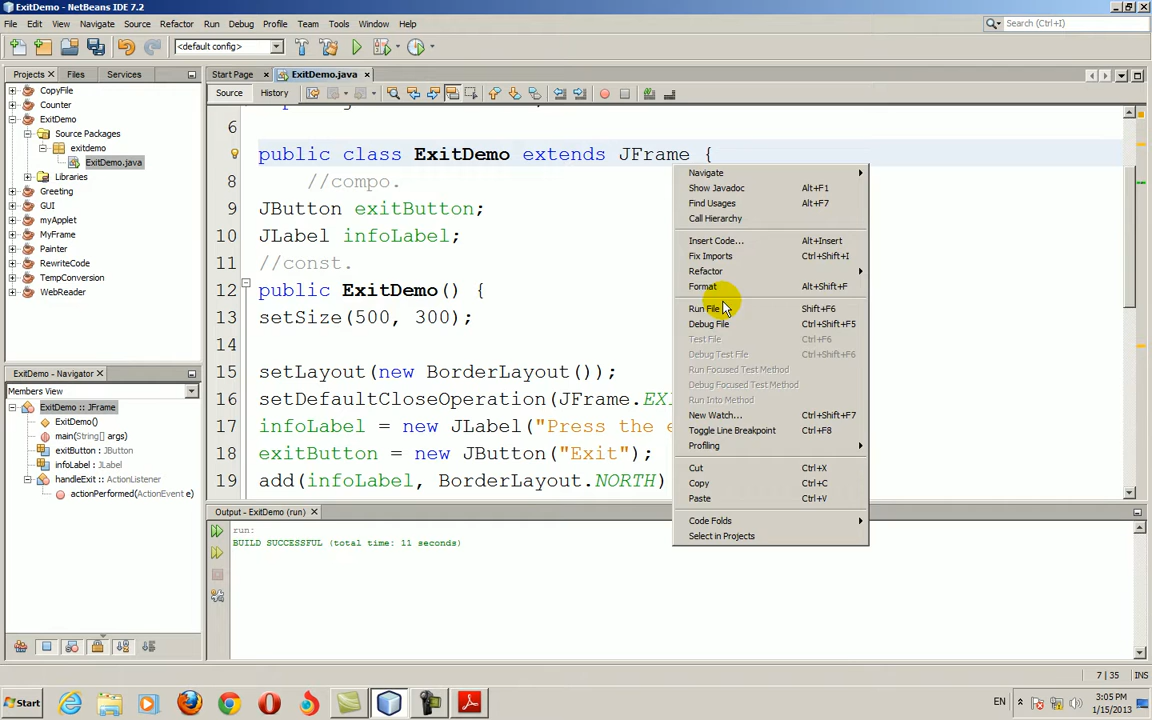 ExitDemo - NetBeans IDE 7.2
File Edit View Navigate Source Refactor Run Debug Profile Team Tools Window Help
Search (Ctrl+I)
<default config>
Projects Files Services
Start Page ExitDemo.java
Source History
CopyFile
Counter
ExitDemo
Source Packages
exitdemo
ExitDemo.java
Libraries
Greeting
GUI
myApplet
MyFrame
Painter
RewriteCode
TempConversion
WebReader
6
public class ExitDemo extends JFrame {
8 //compo.
9 JButton exitButton;
10 JLabel infoLabel;
11 //const.
12 public ExitDemo() {
13 setSize(500, 300);
14
15 setLayout(new BorderLayout());
16 setDefaultCloseOperation(JFrame.EXI
17 infoLabel = new JLabel("Press the e
18 exitButton = new JButton("Exit");
19 add(infoLabel, BorderLayout.NORTH)
Navigate
Show Javadoc Alt+F1
Find Usages Alt+F7
Call Hierarchy
Insert Code... Alt+Insert
Fix Imports Ctrl+Shift+I
Refactor
Format Alt+Shift+F
Run File Shift+F6
Debug File Ctrl+Shift+F5
Test File Ctrl+F6
Debug Test File Ctrl+Shift+F6
Run Focused Test Method
Debug Focused Test Method
Run Into Method
New Watch... Ctrl+Shift+F7
Toggle Line Breakpoint Ctrl+F8
Profiling
Cut Ctrl+X
Copy Ctrl+C
Paste Ctrl+V
Code Folds
Select in Projects
ExitDemo - Navigator
Members View
ExitDemo :: JFrame
ExitDemo()
main(String[] args)
exitButton : JButton
infoLabel : JLabel
handleExit :: ActionListener
actionPerformed(ActionEvent e)
Output - ExitDemo (run)
run:
BUILD SUCCESSFUL (total time: 11 seconds)
7 | 35 INS
Start
EN
3:05 PM
1/15/2013